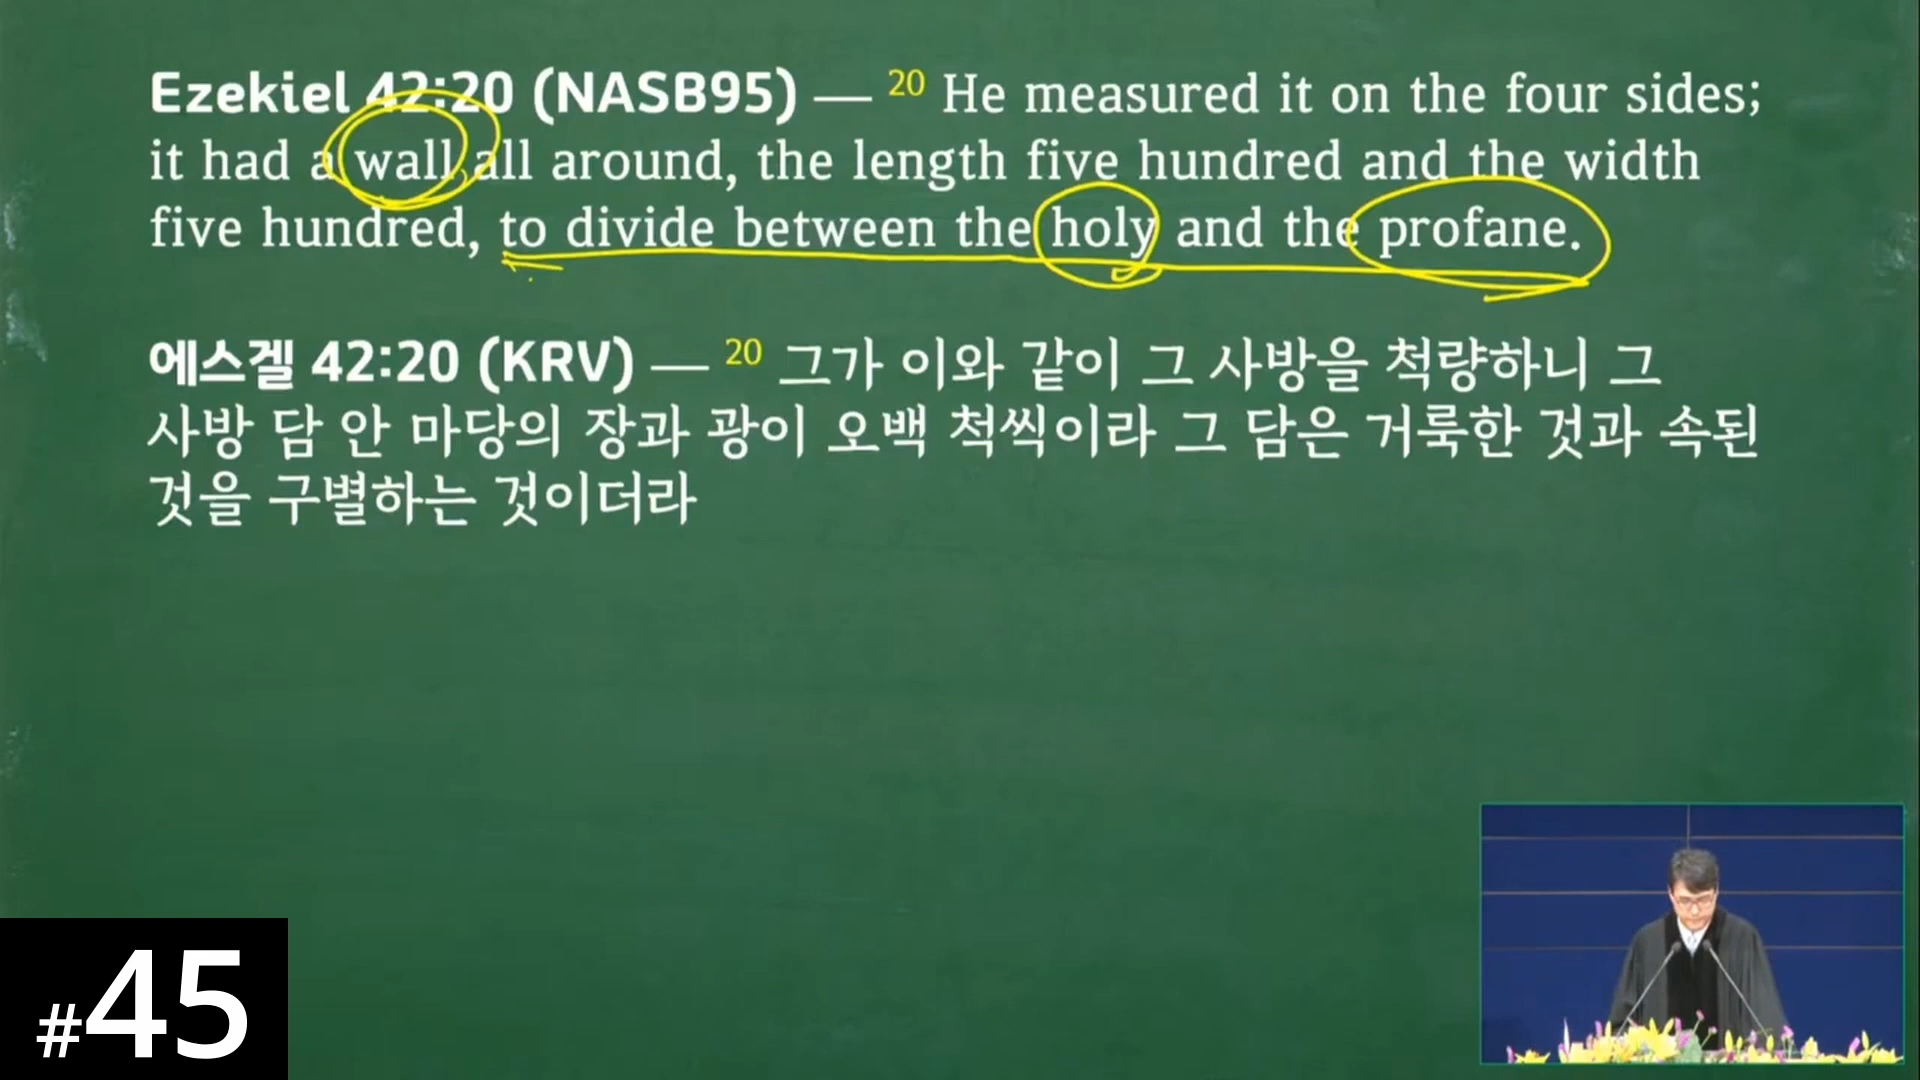 Ezekiel 42:20 (NASB95) — 20 He measured it on the four sides;
it had a wall all around, the length five hundred and the width
five hundred, to divide between the holy and the profane.
에스겔 42:20 (KRV) — 20 그가 이와 같이 그 사방을 척량하니 그
사방 담 안 마당의 장과 광이 오백 척씩이라 그 담은 거룩한 것과 속된
것을 구별하는 것이더라
#45